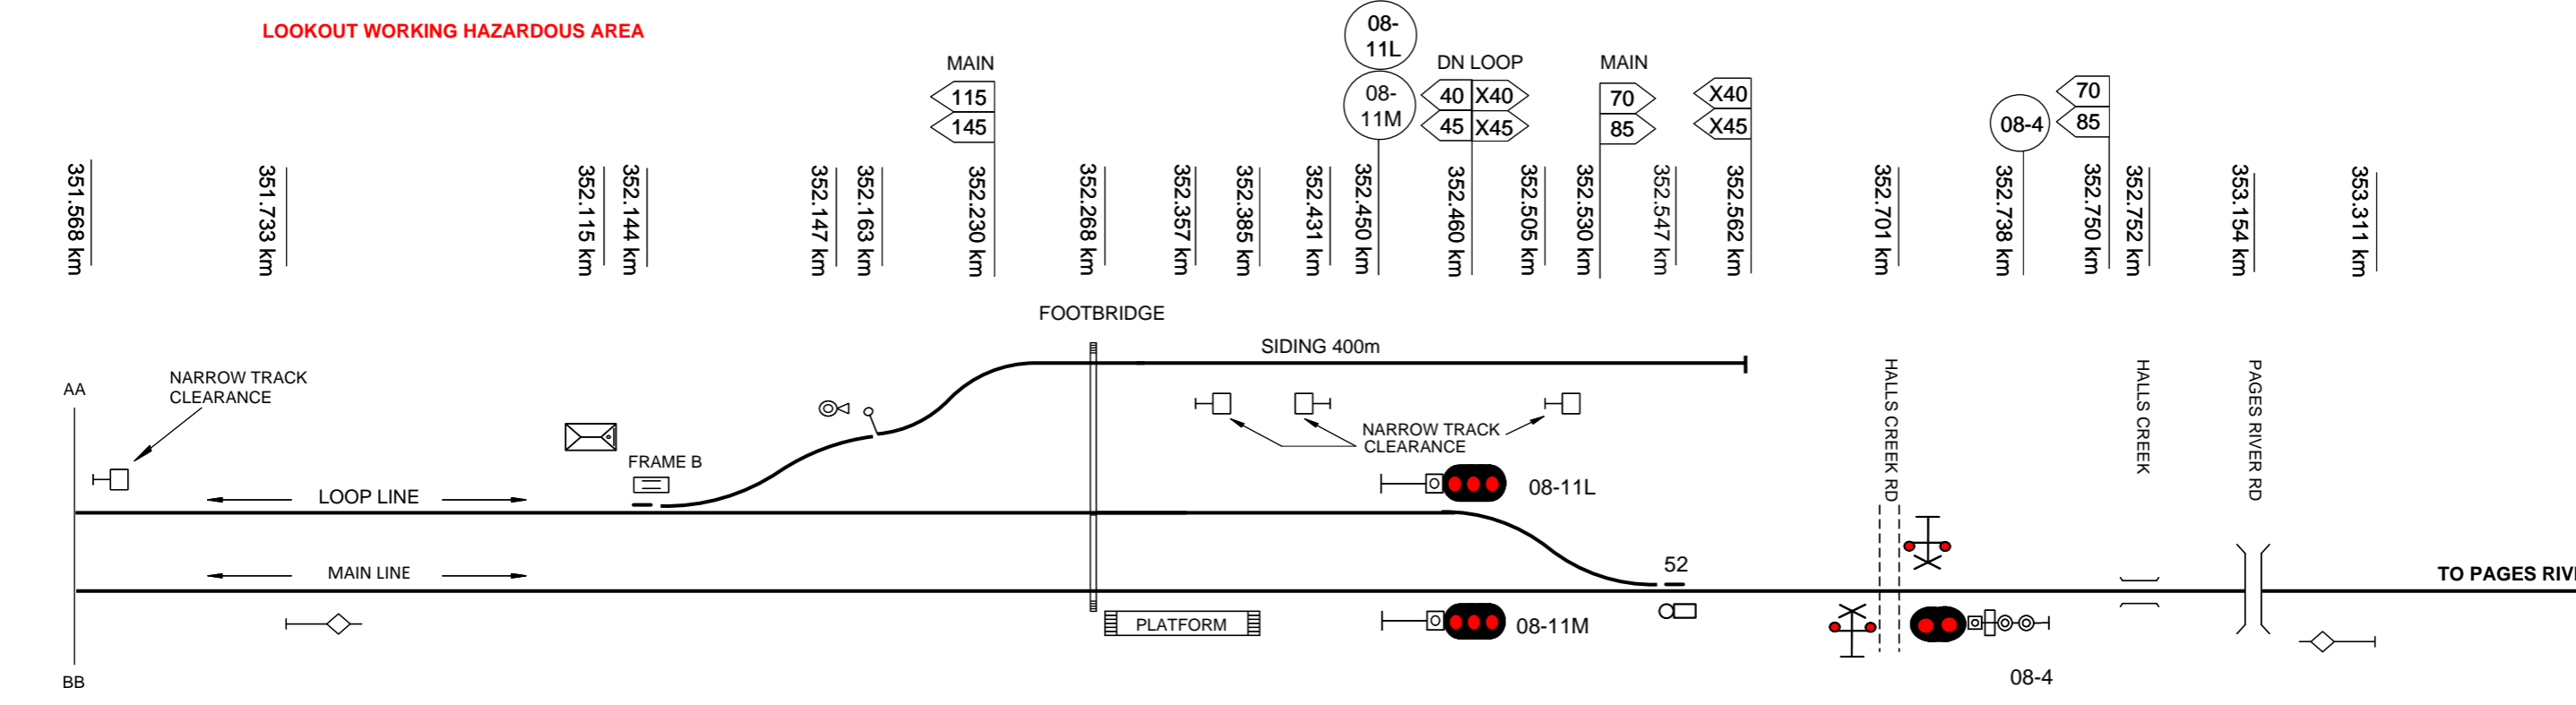 LOOKOUT WORKING HAZARDOUS AREA
08-
11L
MAIN
DN LOOP
MAIN
115
145
08-
11M
40 X40
45 X45
70
85
X40
X45
08-4
70
85
351.568 km
351.733 km
352.115 km
352.144 km
352.147 km
352.163 km
352.230 km
352.268 km
352.357 km
352.385 km
352.431 km
352.450 km
352.460 km
352.505 km
352.530 km
352.547 km
352.562 km
352.701 km
352.738 km
352.750 km
352.752 km
353.154 km
353.311 km
FOOTBRIDGE
SIDING 400m
AA
NARROW TRACK
CLEARANCE
HALLS CREEK RD
HALLS CREEK
PAGES RIVER RD
NARROW TRACK
CLEARANCE
FRAME B
LOOP LINE
08-11L
MAIN LINE
52
TO PAGES RIV
PLATFORM
08-11M
BB
08-4